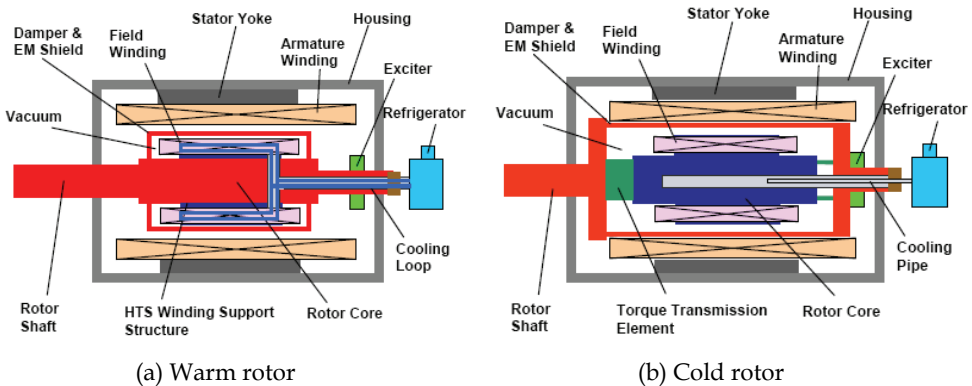 Damper &
EM Shield
Field
Winding
Stator Yoke
Housing
Armature
Winding
Exciter
Refrigerator
Vacuum
Rotor
Shaft
HTS Winding Support
Structure
Rotor Core
Cooling
Loop
(a) Warm rotor
Damper &
EM Shield
Field
Winding
Stator Yoke
Housing
Armature
Winding
Exciter
Refrigerator
Vacuum
Rotor
Shaft
Torque Transmission
Element
Rotor Core
Cooling
Pipe
(b) Cold rotor